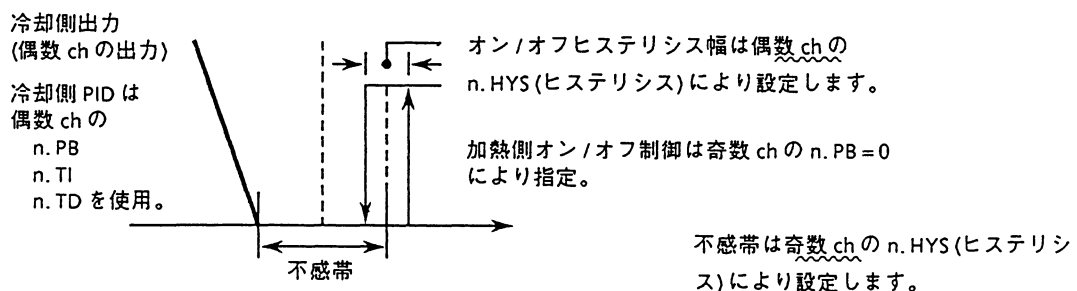 冷却側出力
(偶数 ch の出力)
冷却側 PID は
偶数 ch の
n. PB
n. TI
n. TD を使用。
オン / オフヒステリシス幅は偶数 ch の
n. HYS (ヒステリシス) により設定します。
加熱側オン / オフ制御は奇数 ch の n. PB = 0
により指定。
不感帯
不感帯は奇数 ch の n. HYS (ヒステリシ
ス) により設定します。